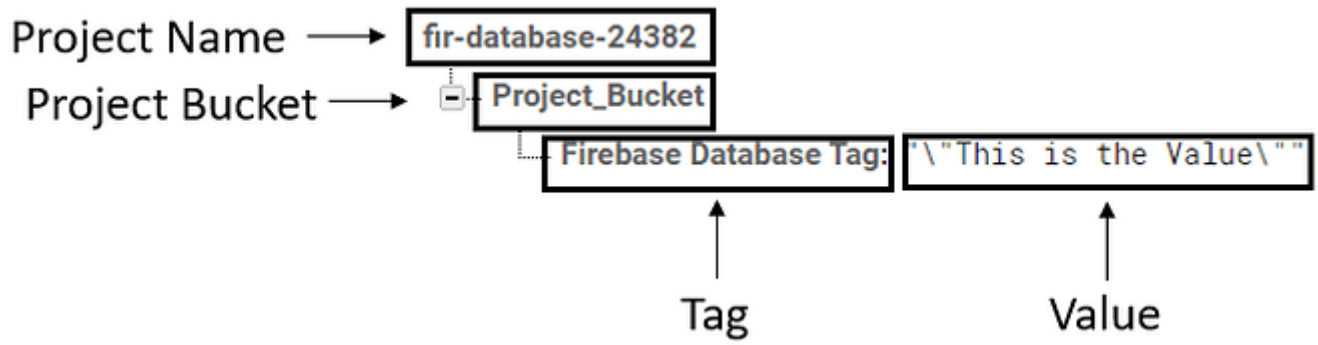 Project Name
fir-database-24382
Project Bucket
Project_Bucket
Firebase Database Tag: "\"This is the Value\""
Tag
Value